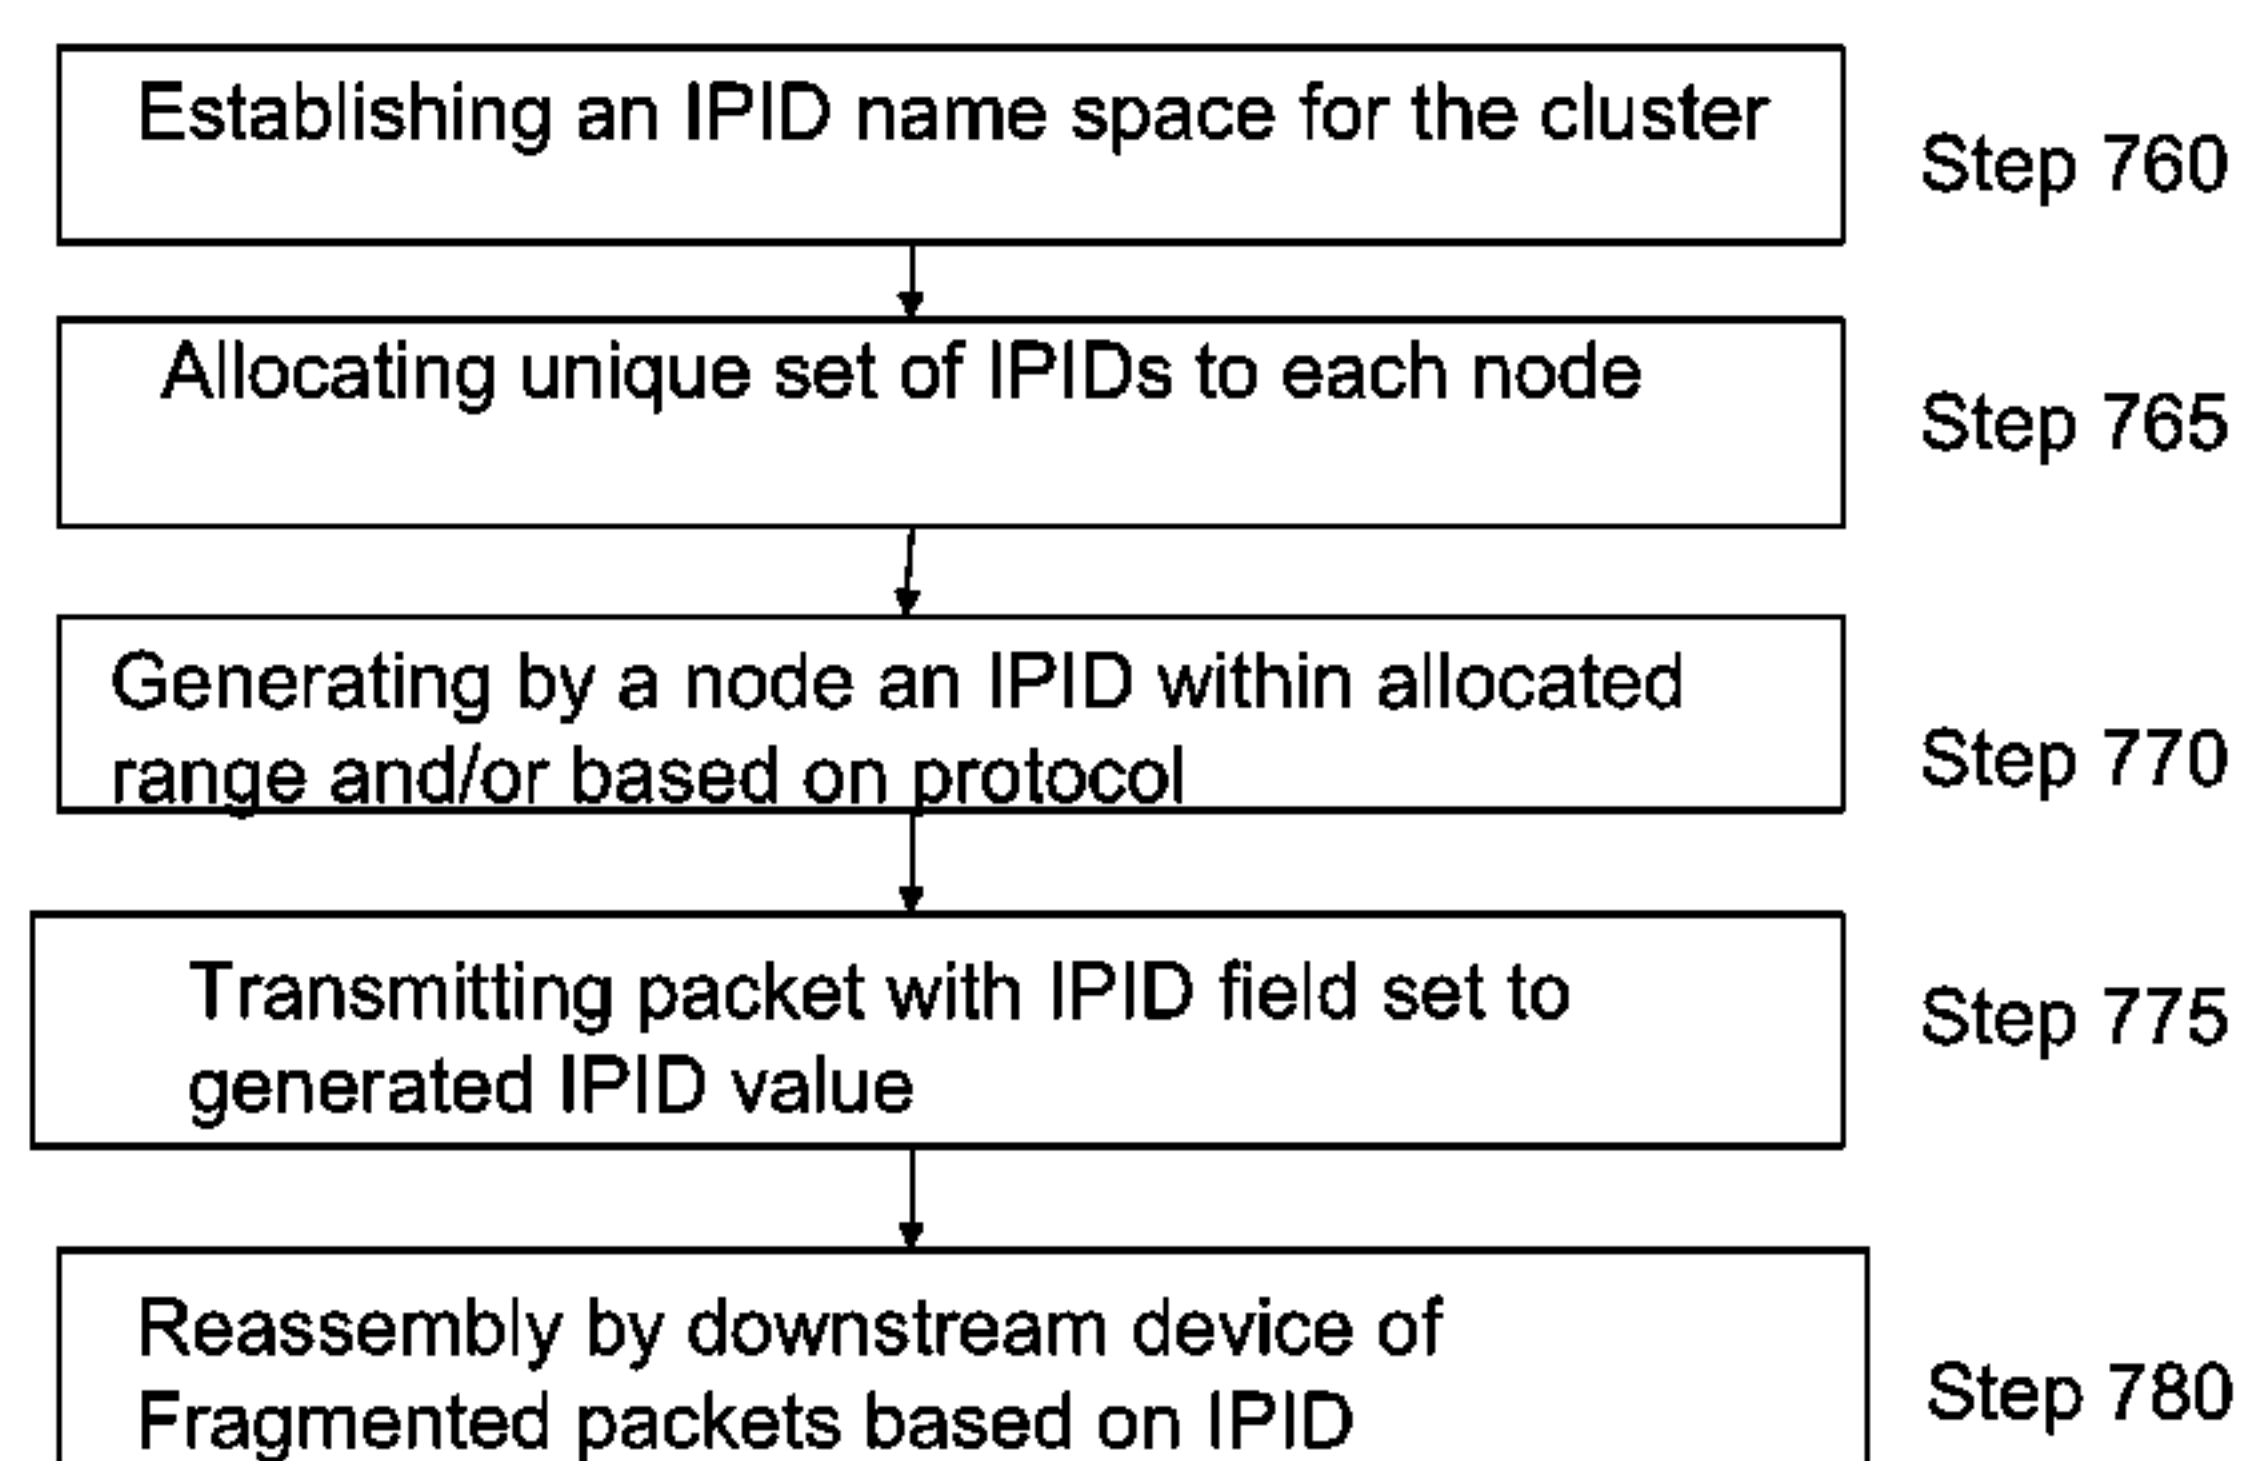 Establishing an IPID name space for the cluster
Step 760
Allocating unique set of IPIDs to each node
Step 765
Generating by a node an IPID within allocated
range and/or based on protocol
Step 770
Transmitting packet with IPID field set to
generated IPID value
Step 775
Reassembly by downstream device of
Fragmented packets based on IPID
Step 780